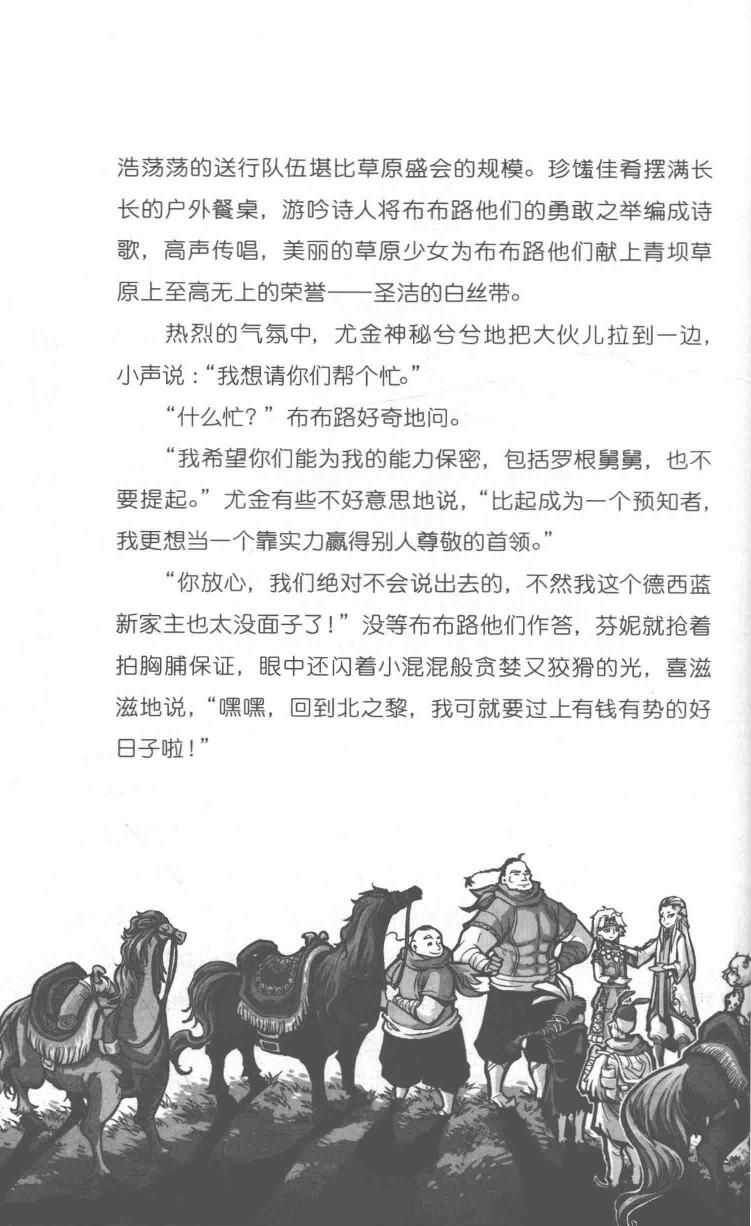 浩荡荡的送行队伍堪比草原盛会的规模。珍馐佳肴摆满长
长的户外餐桌，游吟诗人将布布路他们的勇敢之举编成诗
歌，高声传唱，美丽的草原少女为布布路他们献上青坝草
原上至高无上的荣誉——圣洁的白丝带。
热烈的气氛中，尤金神秘兮兮地把大伙儿拉到一边，
小声说：“我想请你们帮个忙。”
“什么忙？”布布路好奇地问。
“我希望你们能为我的能力保密，包括罗根舅舅，也不
要提起。”尤金有些不好意思地说，“比起成为一个预知者，
我更想当一个靠实力赢得别人尊敬的首领。”
“你放心，我们绝对不会说出去的，不然我这个德西蓝
新家主也太没面子了！”没等布布路他们作答，芬妮就抢着
拍胸脯保证，眼中还闪着小混混般贪婪又狡猾的光，喜滋
滋地说，“嘿嘿，回到北之黎，我可就要过上有钱有势的好
日子啦！”